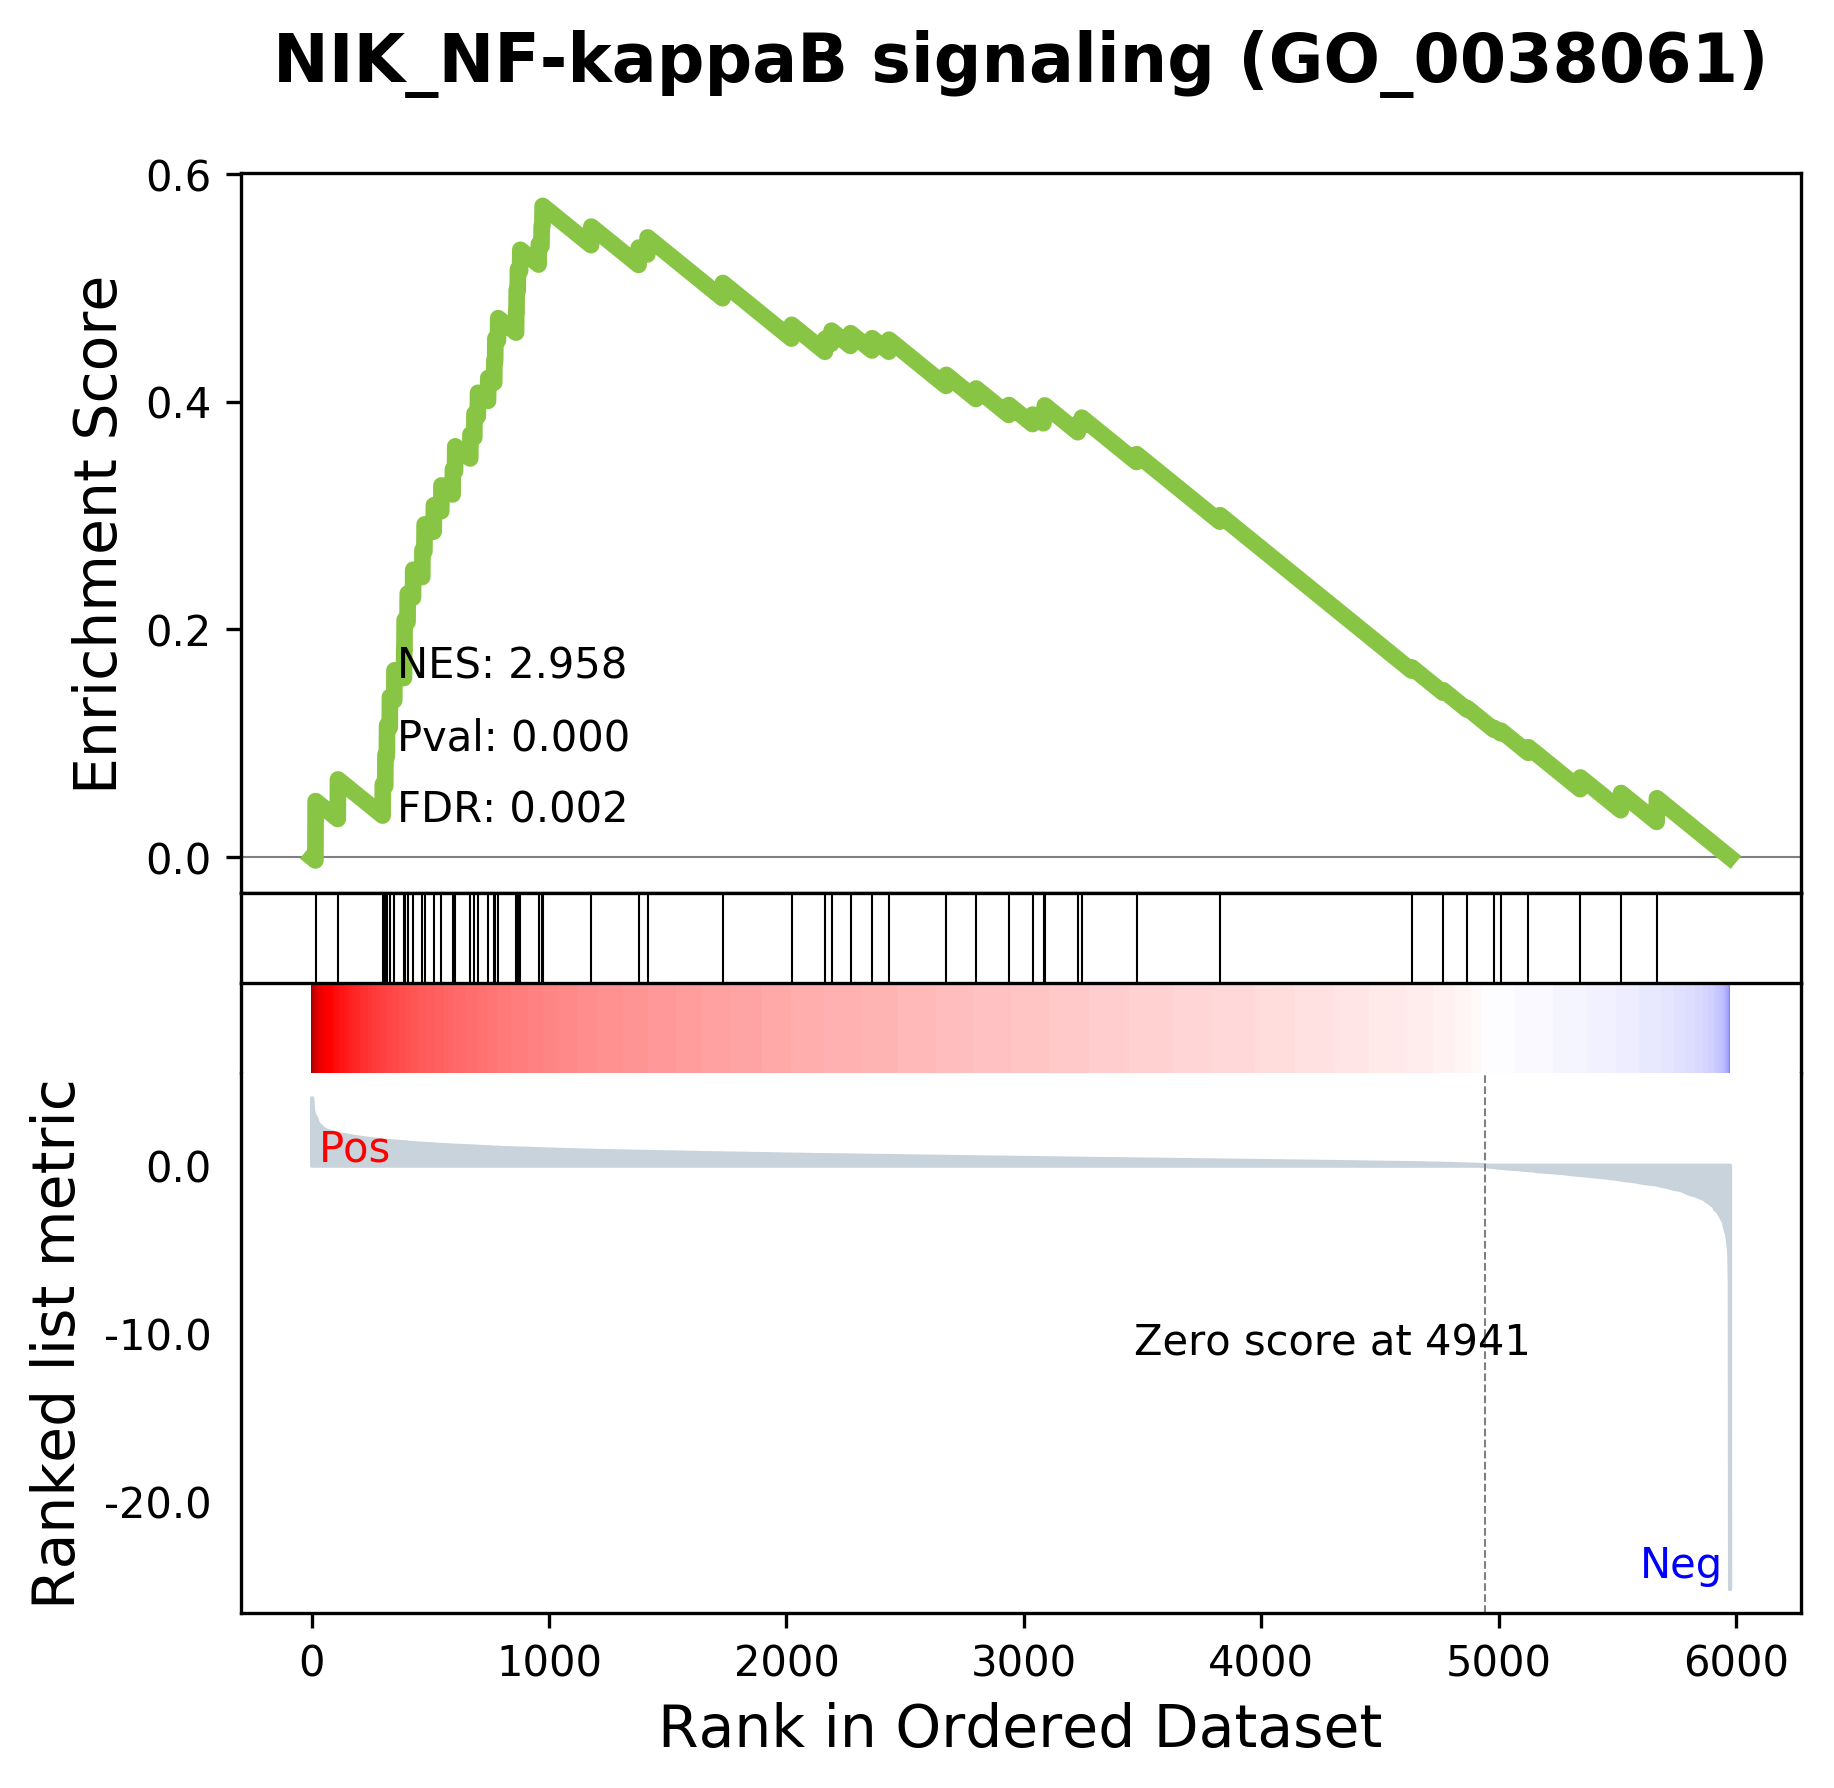 NIK_NF-kappaB signaling (GO_0038061)
Enrichment Score
0.6
0.4
0.2
0.0
NES: 2.958
Pval: 0.000
FDR: 0.002
Ranked list metric
0.0
-10.0
-20.0
Pos
Zero score at 4941
Neg
0 1000 2000 3000 4000 5000 6000
Rank in Ordered Dataset